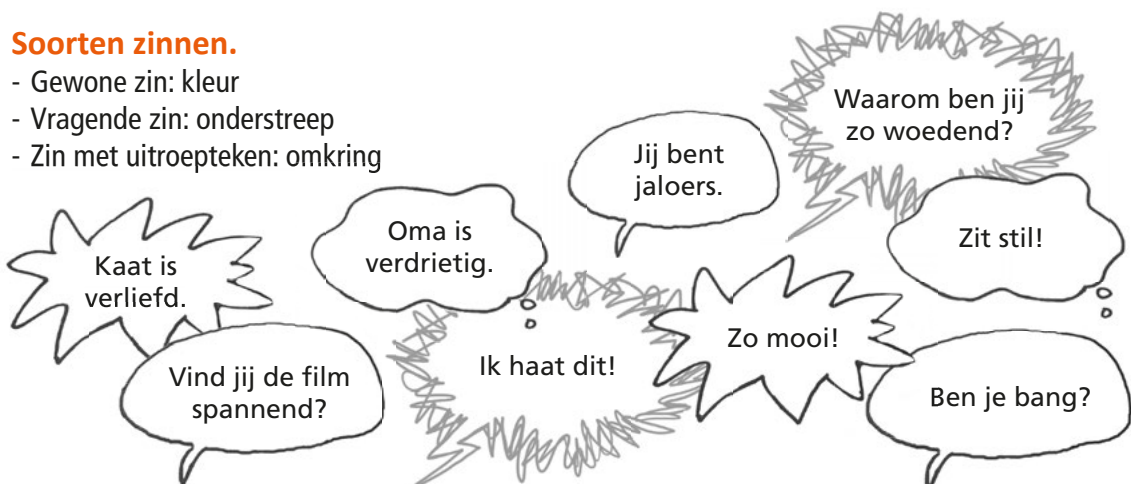 Soorten zinnen.
- Gewone zin: kleur
- Vragende zin: onderstreep
- Zin met uitroepteken: omkring
Waarom ben jij
zo woedend?
Jij bent
jaloers.
Oma is
verdrietig.
Zit stil!
Kaat is
verliefd.
Zo mooi!
Ik haat dit!
Vind jij de film
spannend?
Ben je bang?